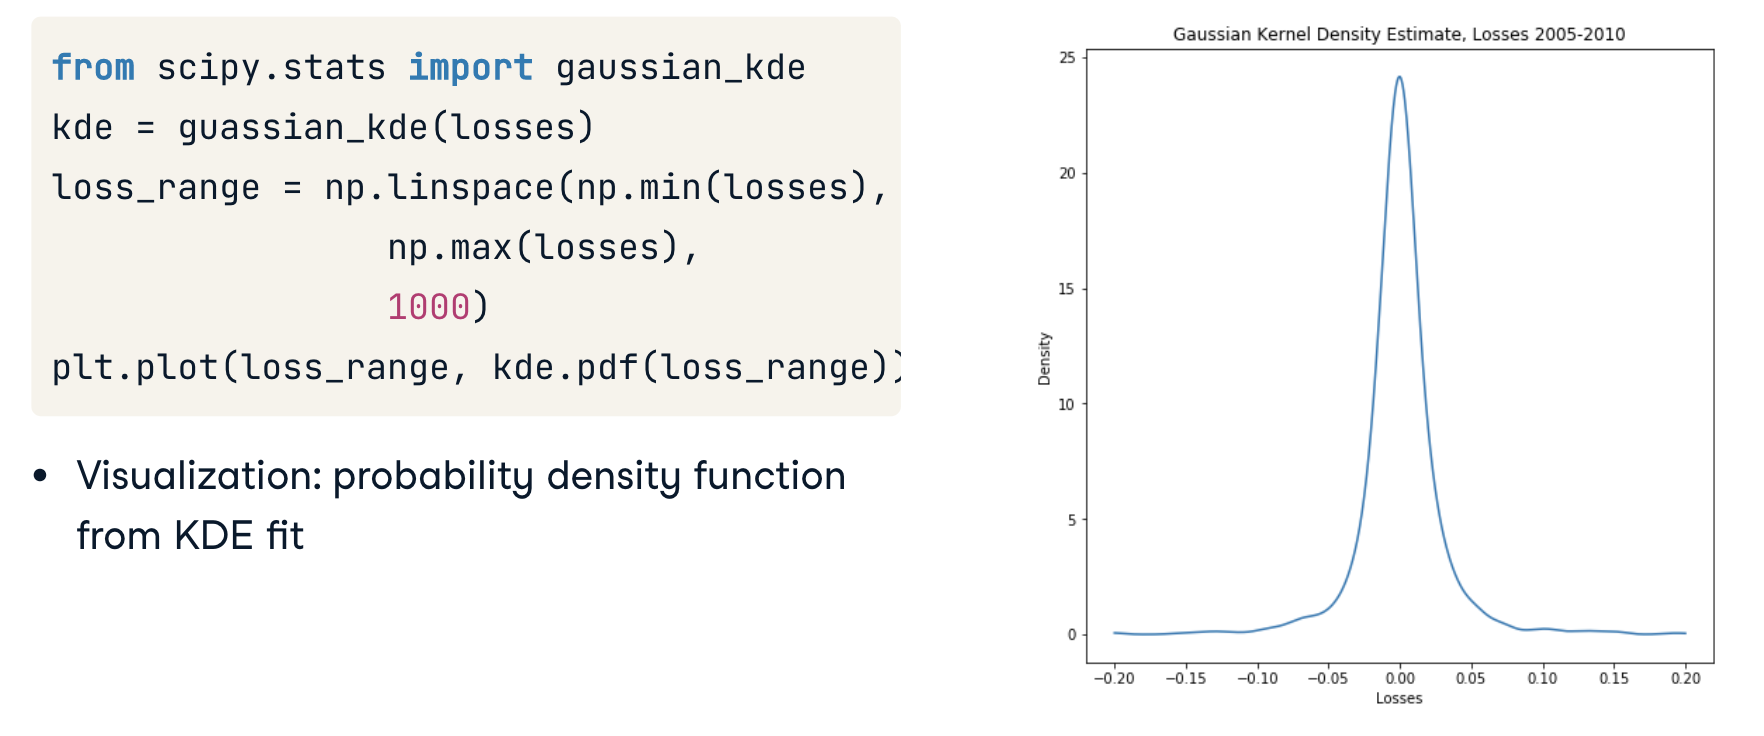 from scipy.stats import gaussian_kde
kde = guassian_kde(losses)
loss_range = np.linspace(np.min(losses),
np.max(losses),
1000)
plt.plot(loss_range, kde.pdf(loss_range))
• Visualization: probability density function
from KDE fit
Gaussian Kernel Density Estimate, Losses 2005-2010
25
20
15
10
5
0
Density
−0.20 −0.15 −0.10 −0.05 0.00 0.05 0.10 0.15 0.20
Losses